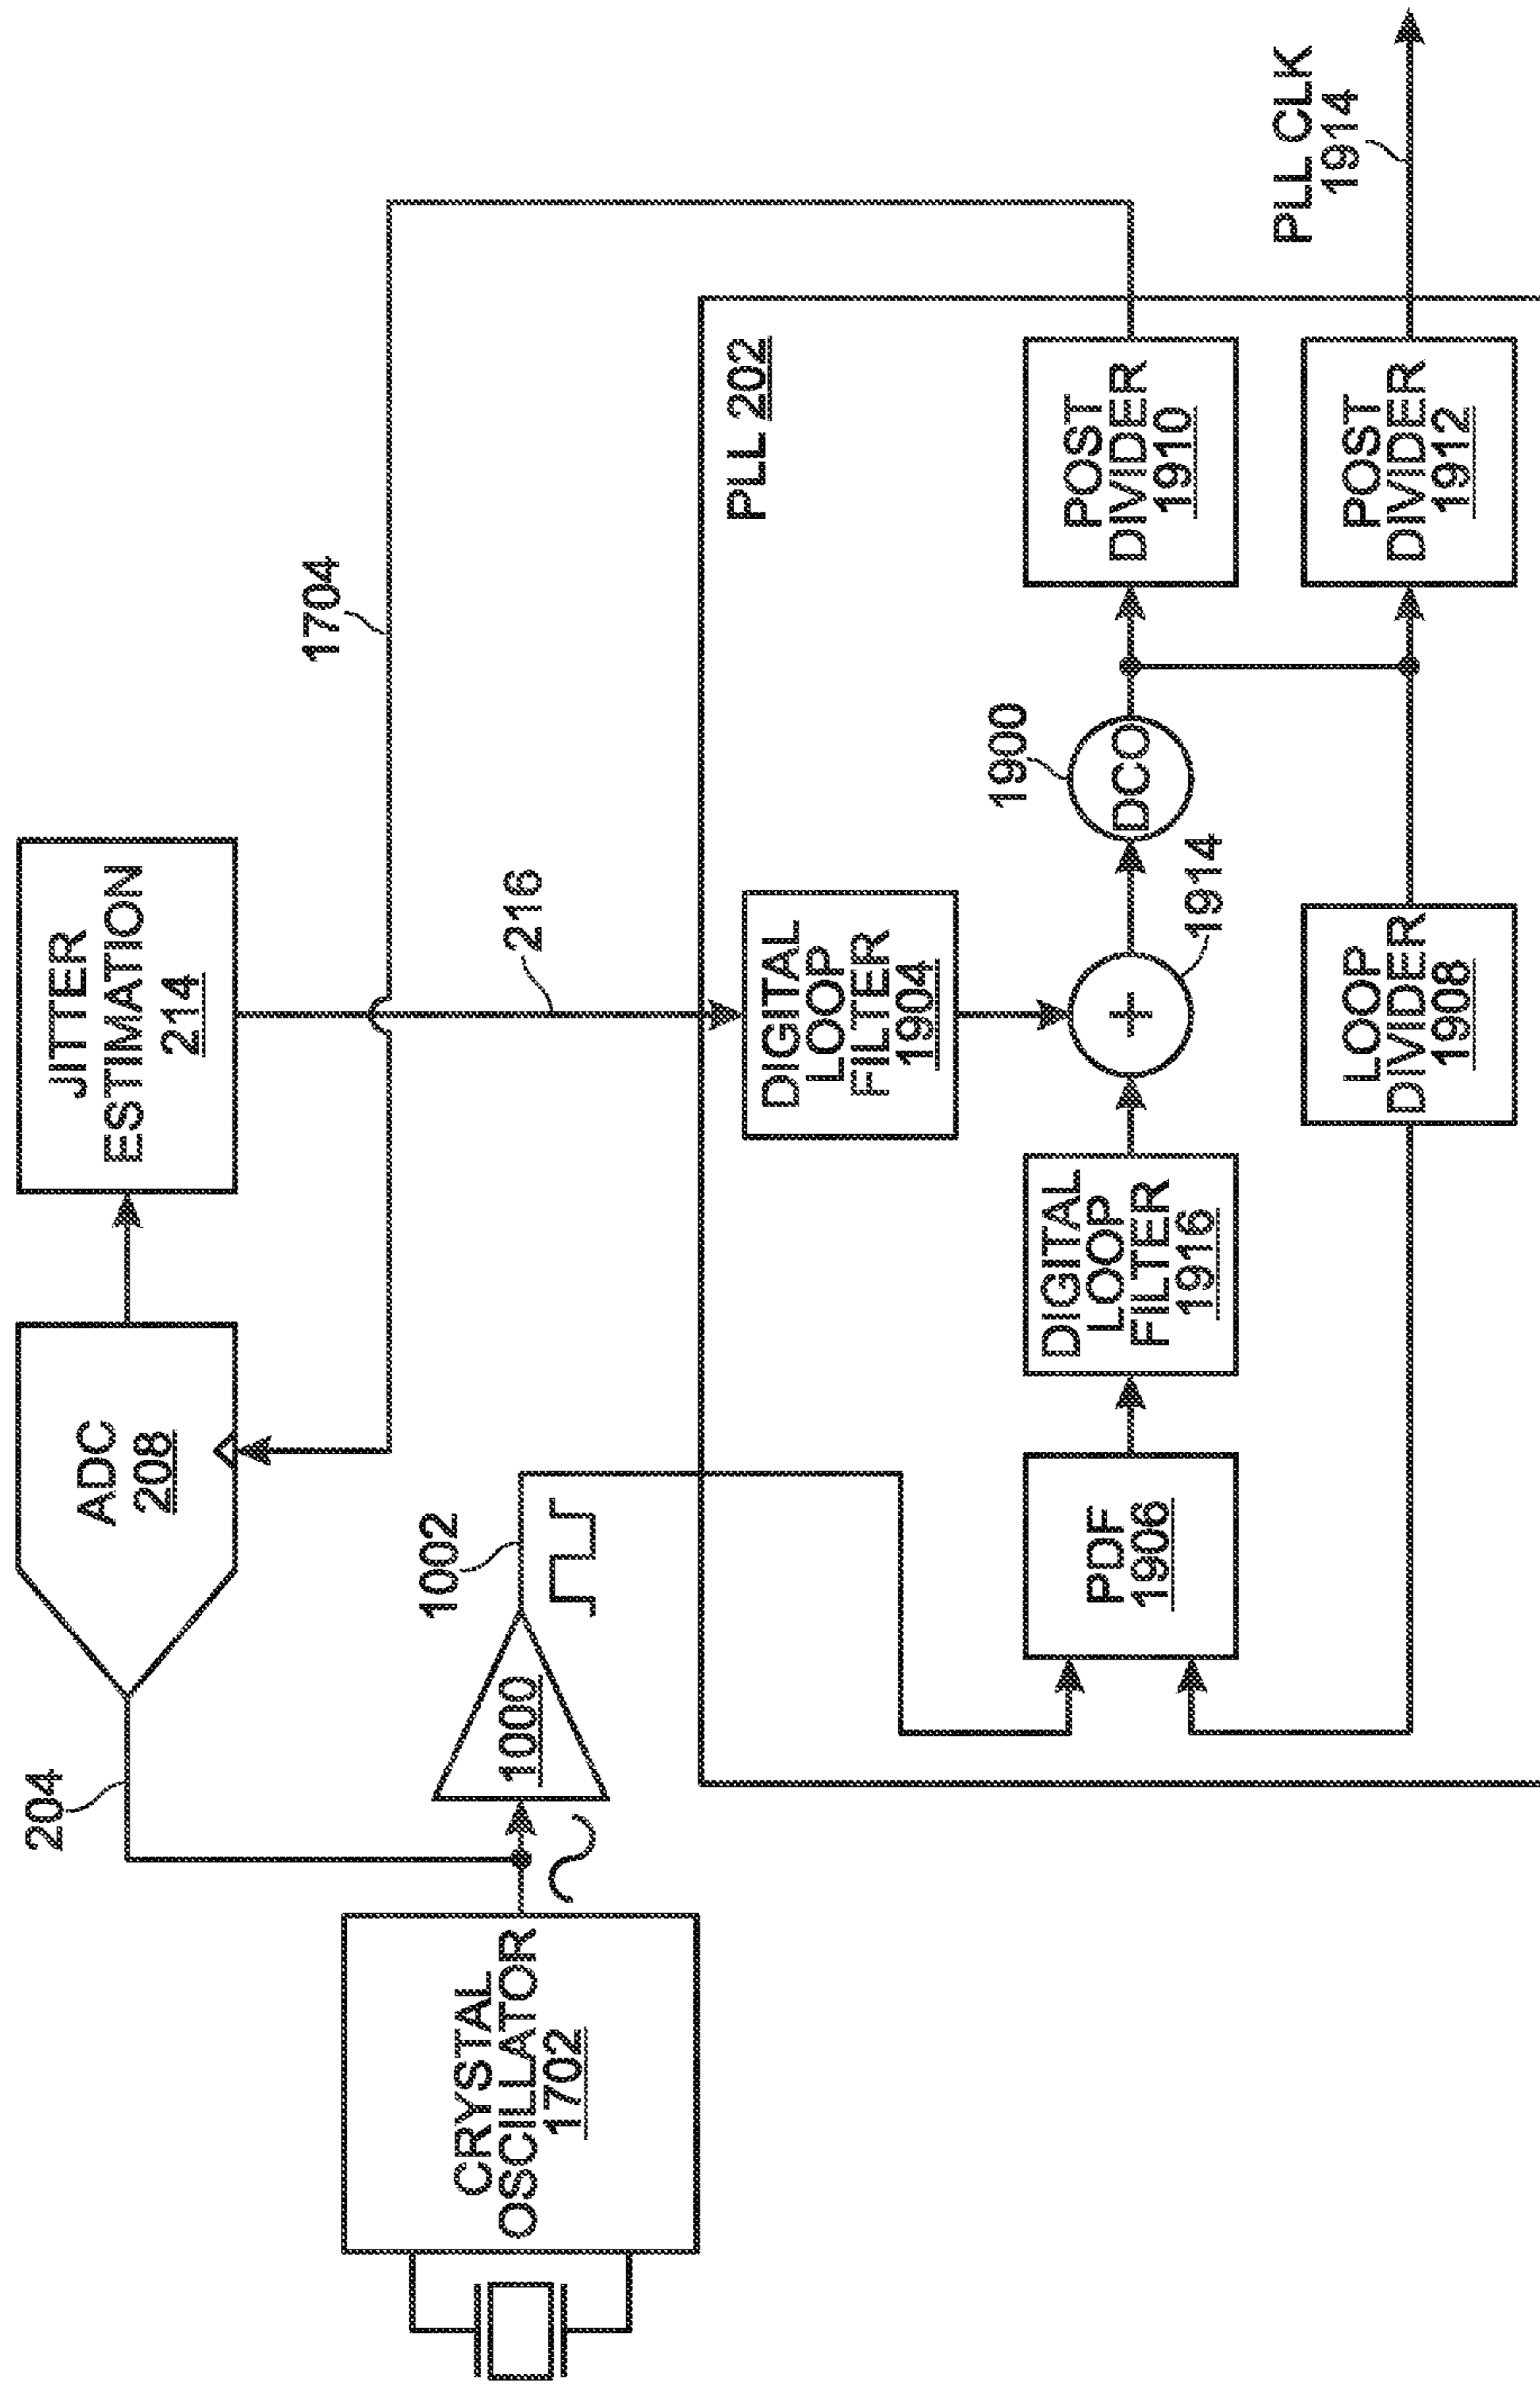 204
ADC
208
JITTER
ESTIMATION
214
1704
CRYSTAL
OSCILLATOR
1702
1000
1002
216
PLL 202
DIGITAL
LOOP
FILTER
1904
PDF
1906
DIGITAL
LOOP
FILTER
1916
+
1914
DCO
1900
POST
DIVIDER
1910
LOOP
DIVIDER
1908
POST
DIVIDER
1912
PLL CLK
1914